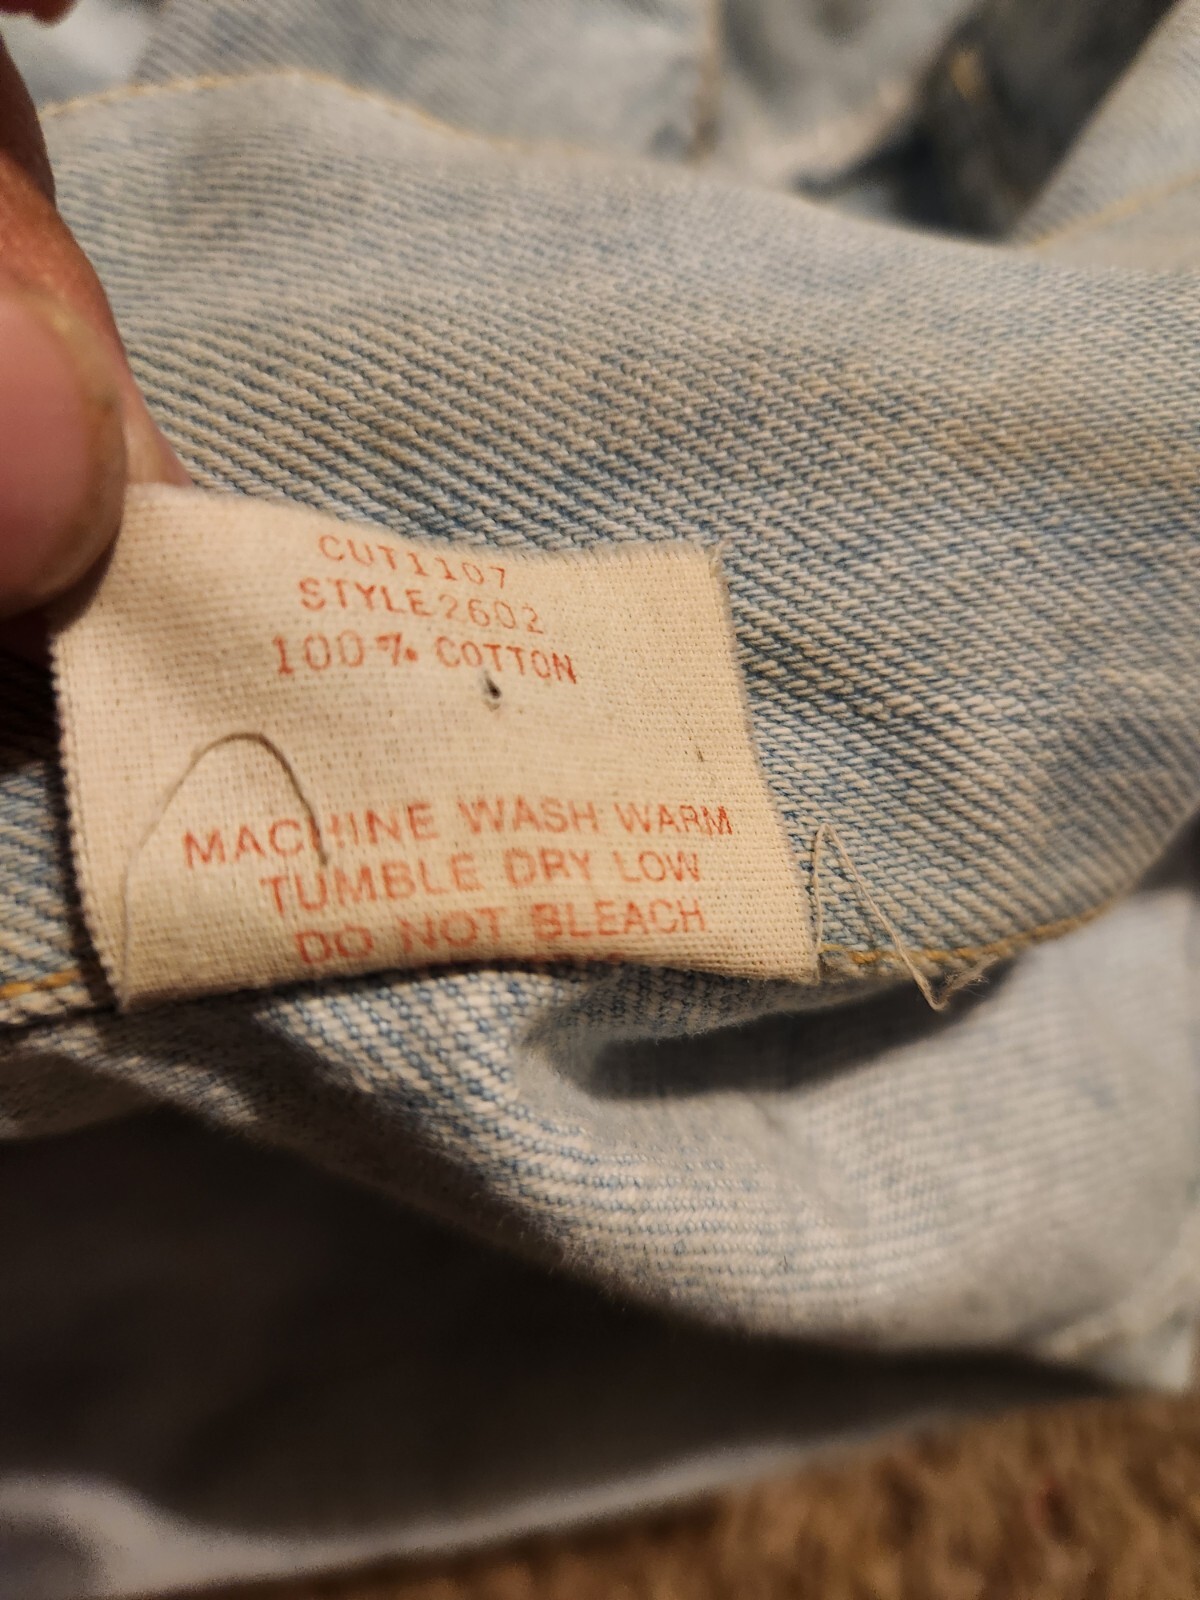 CUT1107
STYLE2602
100% COTTON
MACHINE WASH WARM
TUMBLE DRY LOW
DO NOT BLEACH